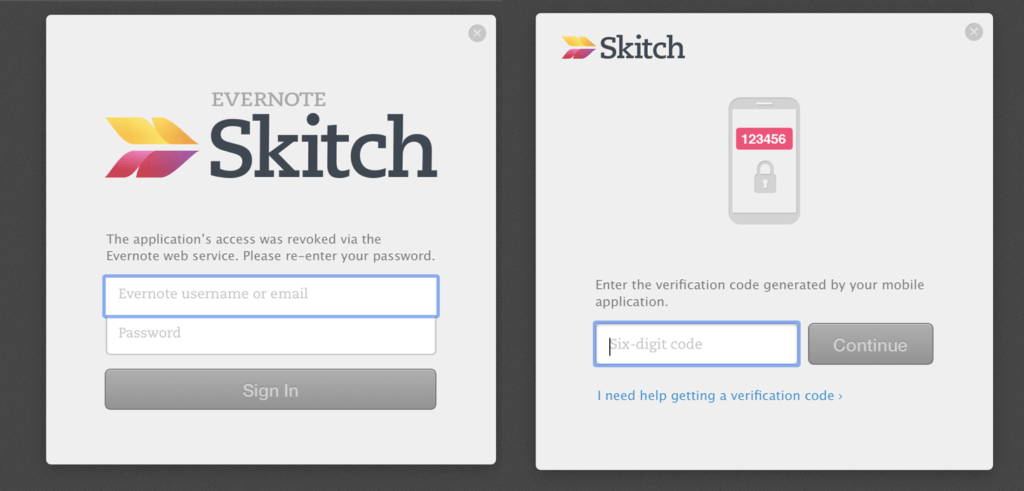 EVERNOTE
Skitch
The application's access was revoked via the
Evernote web service. Please re-enter your password.
Evernote username or email
Password
Sign In
Skitch
123456
Enter the verification code generated by your mobile
application.
Six-digit code
Continue
I need help getting a verification code ›